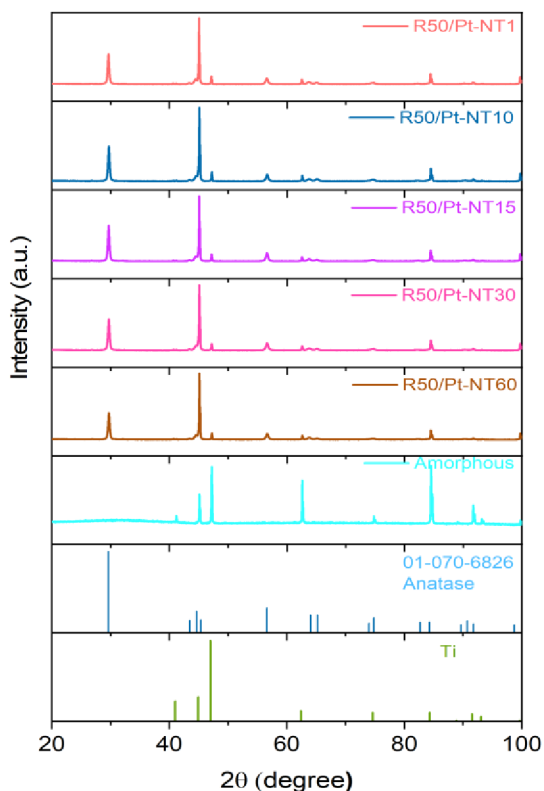 R50/Pt-NT1
R50/Pt-NT10
R50/Pt-NT15
R50/Pt-NT30
R50/Pt-NT60
Amorphous
01-070-6826
Anatase
Ti
Intensity (a.u.)
20 40 60 80 100
2θ (degree)